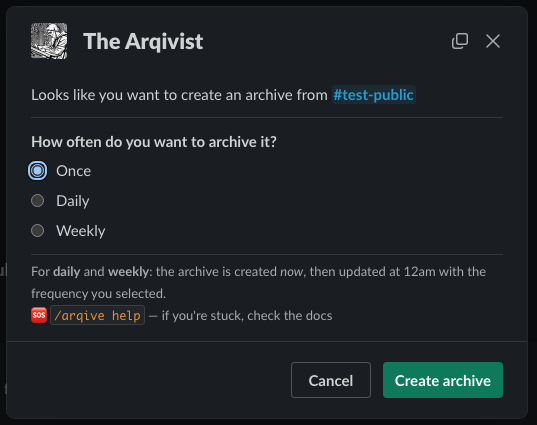 The Arqivist
Looks like you want to create an archive from #test-public
How often do you want to archive it?
Once
Daily
Weekly
For daily and weekly: the archive is created now, then updated at 12am with the
frequency you selected.
SOS /arqive help — if you're stuck, check the docs
Cancel
Create archive